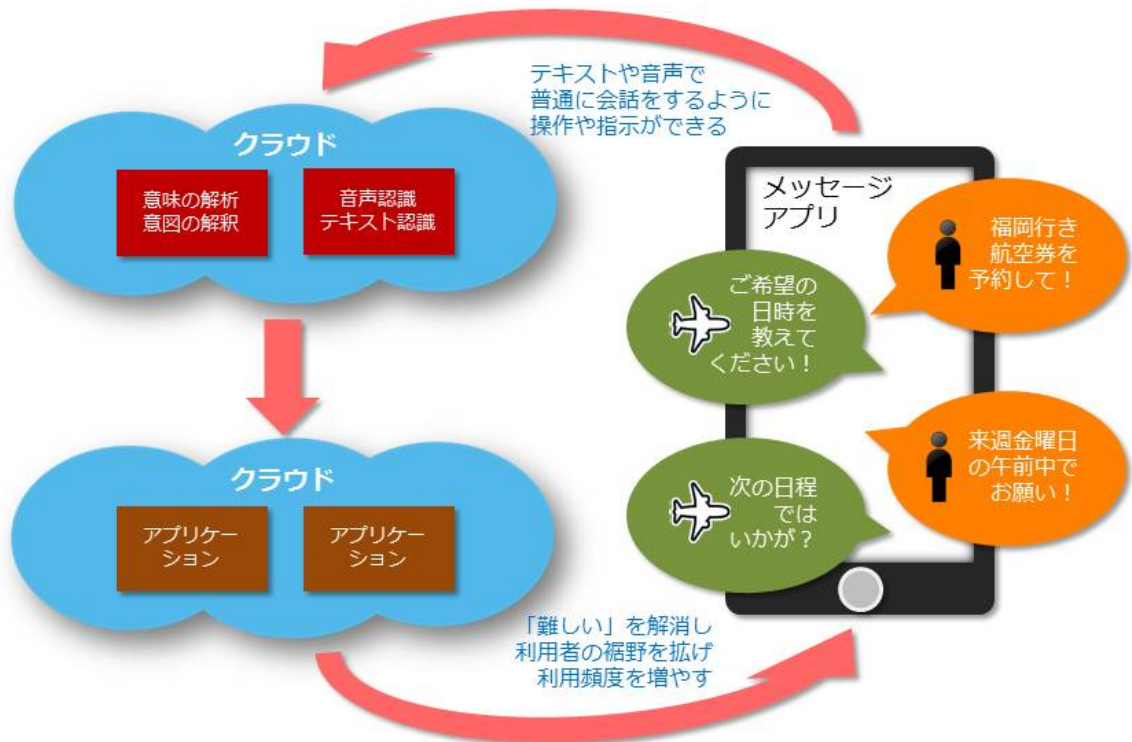 テキストや音声で
普通に会話をするように
操作や指示ができる
クラウド
意味の解析
意図の解釈
音声認識
テキスト認識
メッセージ
アプリ
福岡行き
航空券を
予約して！
ご希望の
日時を
教えて
ください！
来週金曜日
の午前中で
お願い！
次の日程
では
いかが？
クラウド
アプリケー
ション
アプリケー
ション
「難しい」を解消し
利用者の裾野を拡げ
利用頻度を増やす